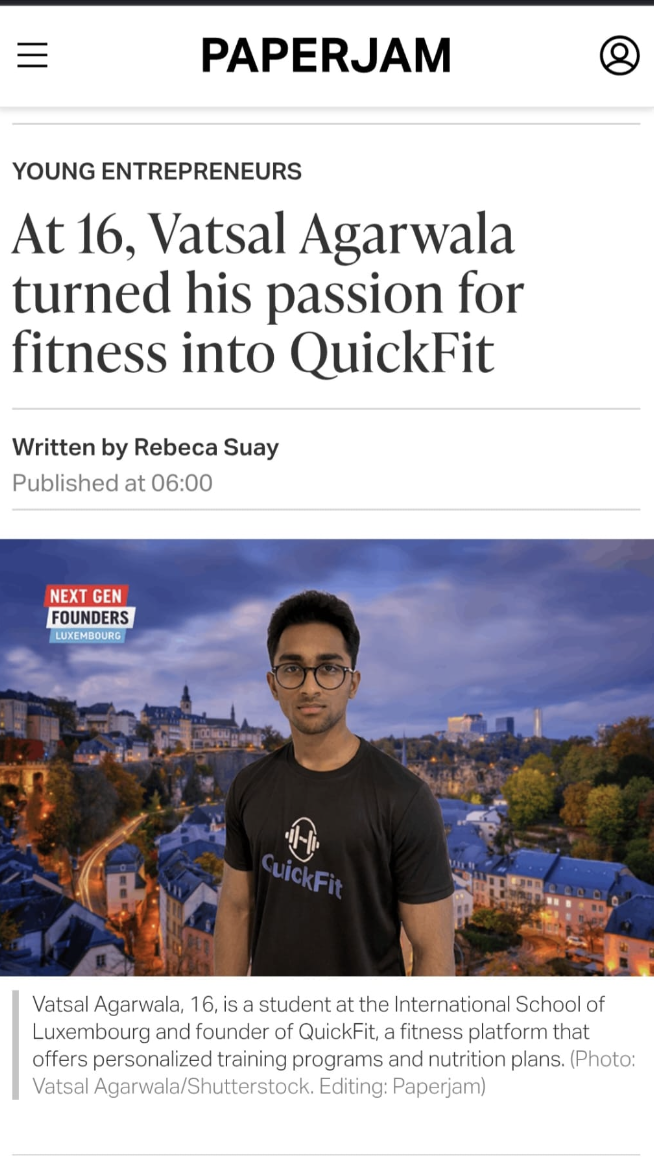 PAPERJAM
YOUNG ENTREPRENEURS
At 16, Vatsal Agarwala
turned his passion for
fitness into QuickFit
Written by Rebeca Suay
Published at 06:00
NEXT GEN
FOUNDERS
LUXEMBOURG
QuickFit
Vatsal Agarwala, 16, is a student at the International School of
Luxembourg and founder of QuickFit, a fitness platform that
offers personalized training programs and nutrition plans. (Photo:
Vatsal Agarwala/Shutterstock. Editing: Paperjam)